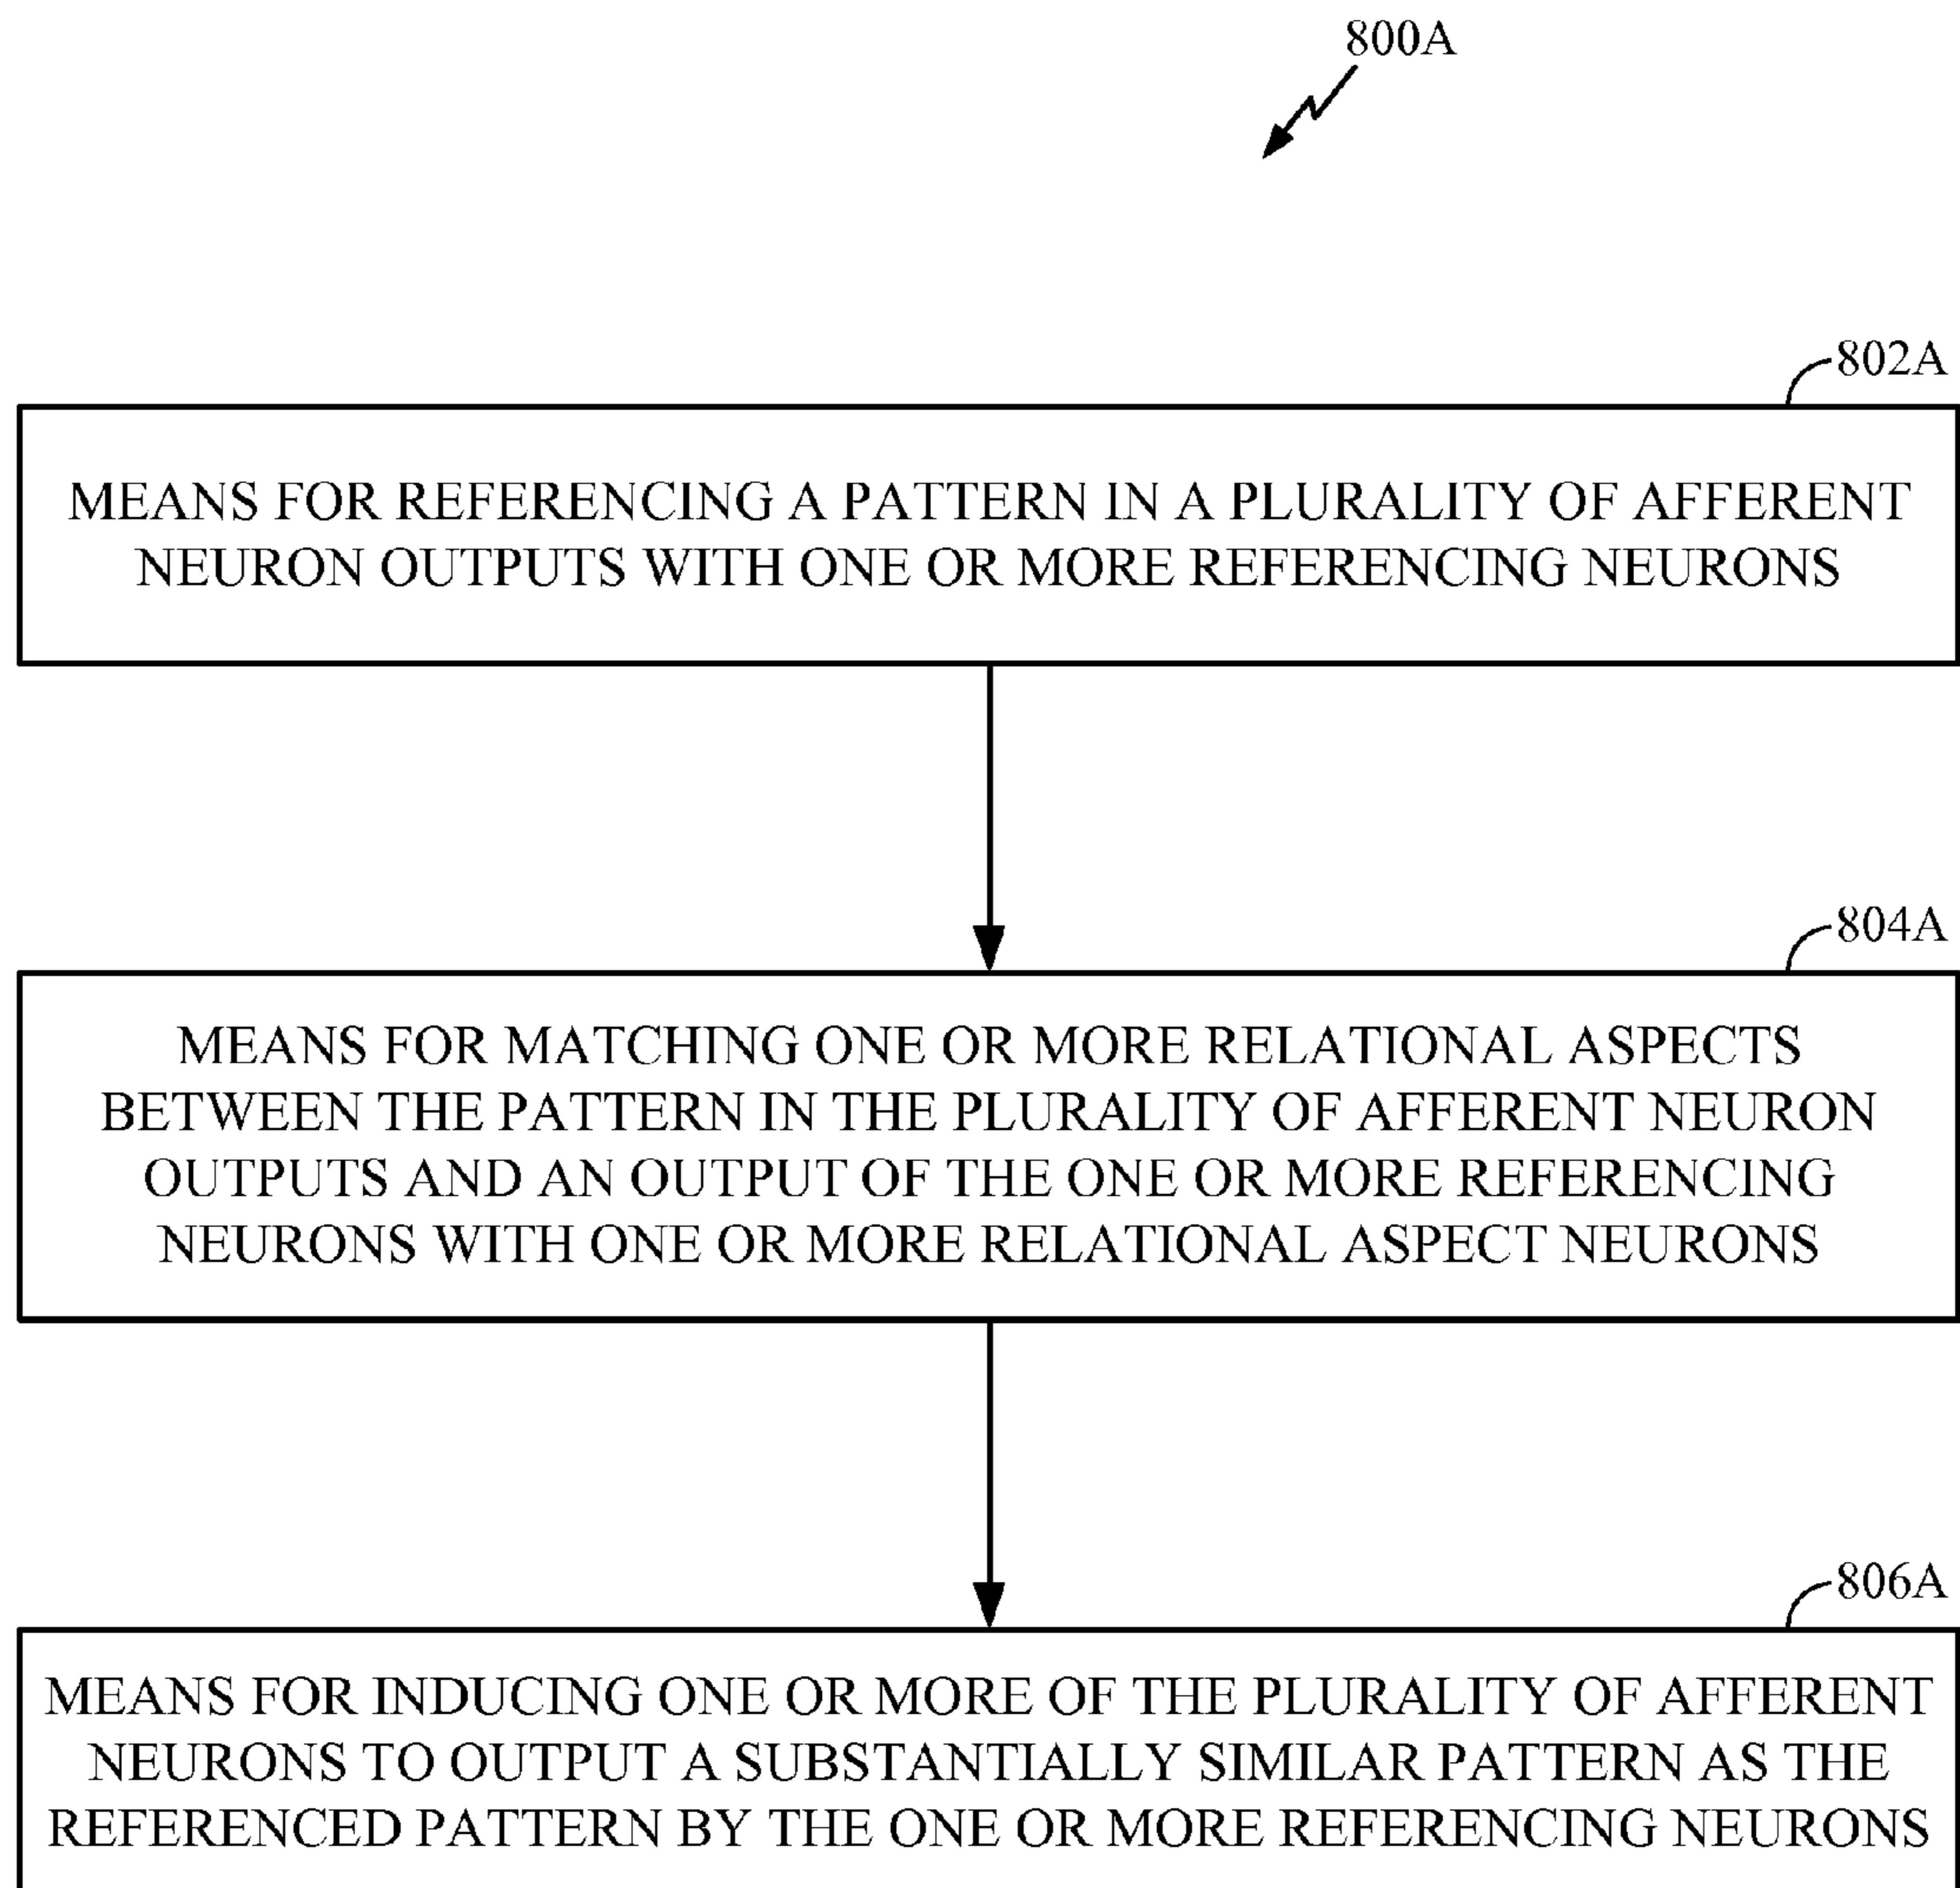 800A
802A
MEANS FOR REFERENCING A PATTERN IN A PLURALITY OF AFFERENT
NEURON OUTPUTS WITH ONE OR MORE REFERENCING NEURONS
804A
MEANS FOR MATCHING ONE OR MORE RELATIONAL ASPECTS
BETWEEN THE PATTERN IN THE PLURALITY OF AFFERENT NEURON
OUTPUTS AND AN OUTPUT OF THE ONE OR MORE REFERENCING
NEURONS WITH ONE OR MORE RELATIONAL ASPECT NEURONS
806A
MEANS FOR INDUCING ONE OR MORE OF THE PLURALITY OF AFFERENT
NEURONS TO OUTPUT A SUBSTANTIALLY SIMILAR PATTERN AS THE
REFERENCED PATTERN BY THE ONE OR MORE REFERENCING NEURONS